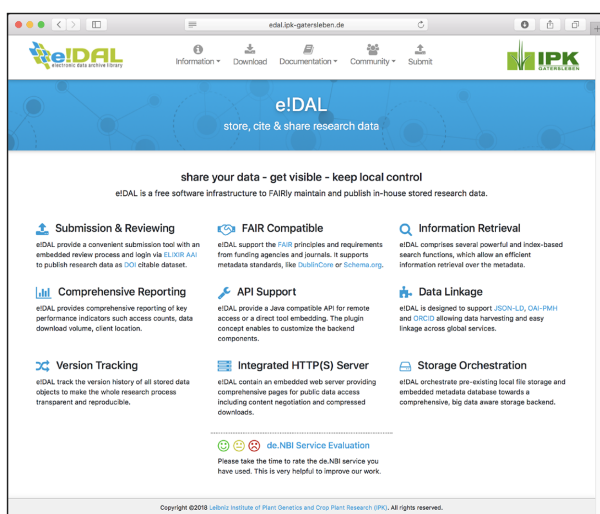 edal.ipk-gatersleben.de
e!DAL
electronic data archive library
Information
Download
Documentation
Community
Submit
IPK
GATERSLEBEN
e!DAL
store, cite & share research data
share your data - get visible - keep local control
e!DAL is a free software infrastructure to FAIRly maintain and publish in-house stored research data.
Submission & Reviewing
e!DAL provide a convenient submission tool with an
embedded review process and login via ELIXIR AAI
to publish research data as DOI citable dataset.
FAIR Compatible
e!DAL support the FAIR principles and requirements
from funding agencies and journals. It supports
metadata standards, like DublinCore or Schema.org.
Information Retrieval
e!DAL comprises several powerful and index-based
search functions, which allow an efficient
information retrieval over the metadata.
Comprehensive Reporting
e!DAL provides comprehensive reporting of key
performance indicators such as access counts, data
download volume, client location.
API Support
e!DAL provide a Java compatible API for remote
access or a direct tool embedding. The plugin
concept enables to customize the backend
components.
Data Linkage
e!DAL is designed to support JSON-LD, OAI-PMH
and ORCID allowing data harvesting and easy
linkage across global services.
Version Tracking
e!DAL track the version history of all stored data
objects to make the whole research process
transparent and reproducible.
Integrated HTTP(S) Server
e!DAL contain an embedded web server providing
comprehensive pages for public data access
including content negotiation and compressed
downloads.
Storage Orchestration
e!DAL orchestrate pre-existing local file storage and
embedded metadata database towards a
comprehensive, big data aware storage backend.
de.NBI Service Evaluation
Please take the time to rate the de.NBI service you
have used. This is very helpful to improve our work.
Copyright ©2018 Leibniz Institute of Plant Genetics and Crop Plant Research (IPK). All rights reserved.